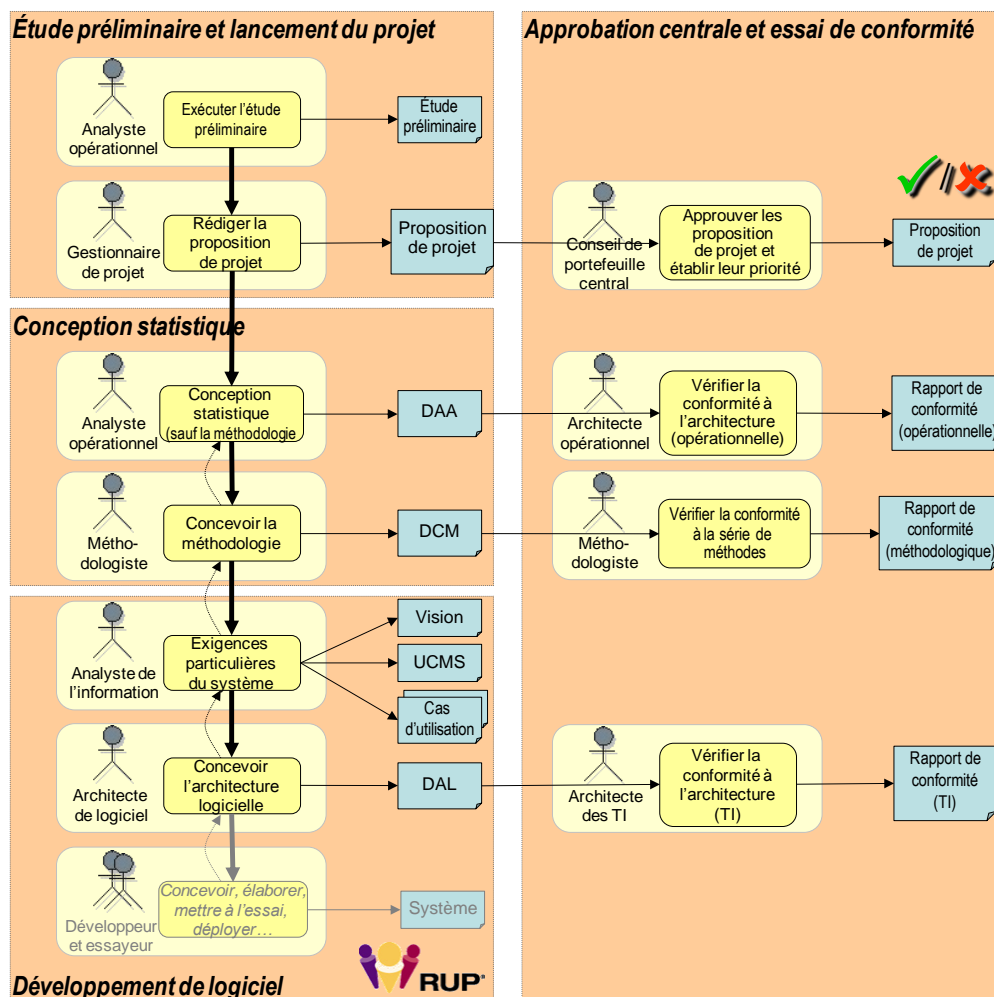 Étude préliminaire et lancement du projet
Analyste
opérationnel
Exécuter l’étude
préliminaire
Étude
préliminaire
Gestionnaire
de projet
Rédiger la
proposition
de projet
Proposition
de projet
Conception statistique
Analyste
opérationnel
Conception
statistique
(sauf la méthodologie
DAA
Métho-
dologiste
Concevoir la
méthodologie
DCM
Analyste de
l’information
Exigences
particulières
du système
Vision
UCMS
Cas
d’utilisation
Architecte
de logiciel
Concevoir
l’architecture
logicielle
DAL
Développeur
et essayeur
Concevoir, élaborer,
mettre à l’essai,
déployer…
Système
RUP®
Développement de logiciel
Approbation centrale et essai de conformité
Conseil de
portefeuille
central
Approuver les
proposition
de projet et
établir leur priorité
//
Proposition
de projet
Architecte
opérationnel
Vérifier la
conformité à
l’architecture
(opérationnelle)
Rapport de
conformité
(opérationnelle)
Métho-
dologiste
Vérifier la conformité
à la série de
méthodes
Rapport de
conformité
(méthodologique)
Architecte
des TI
Vérifier la
conformité à
l’architecture
(TI)
Rapport de
conformité
(TI)